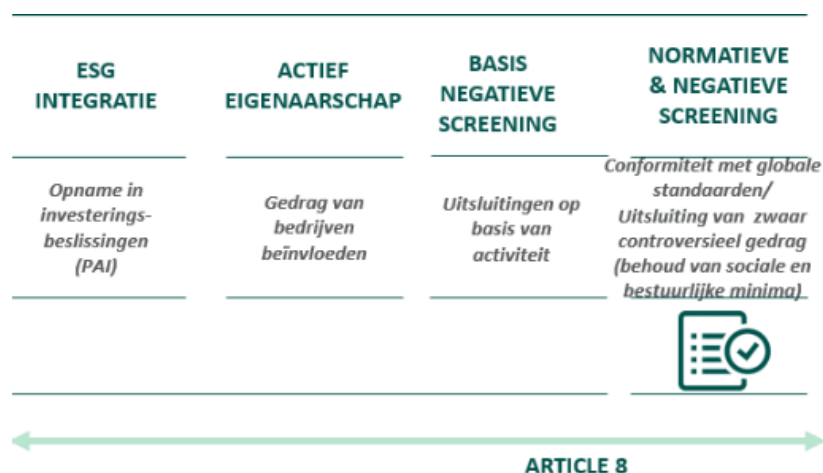 ESG
INTEGRATIE
Opname in
investerings-
beslissingen
(PAI)
ACTIEF
EIGENAARSCHAP
Gedrag van
bedrijven
beïnvloeden
BASIS
NEGATIEVE
SCREENING
Uitsluitingen op
basis van
activiteit
NORMATIEVE
& NEGATIEVE
SCREENING
Conformiteit met globale
standaarden/
Uitsluiting van zwaar
controversieel gedrag
(behoud van sociale en
bestuurlijke minima)
ARTICLE 8